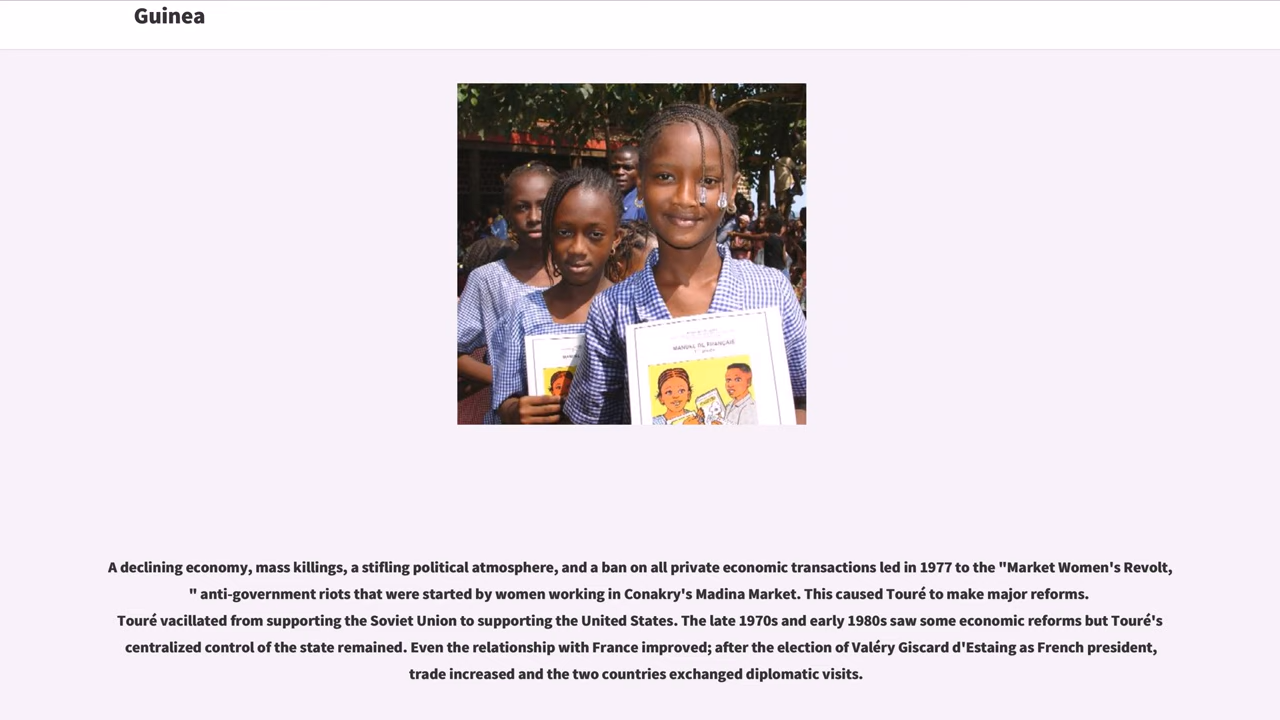 Guinea
MANUEL DE FRANÇAIS
A declining economy, mass killings, a stifling political atmosphere, and a ban on all private economic transactions led in 1977 to the "Market Women's Revolt,
" anti-government riots that were started by women working in Conakry's Madina Market. This caused Touré to make major reforms.
Touré vacillated from supporting the Soviet Union to supporting the United States. The late 1970s and early 1980s saw some economic reforms but Touré's
centralized control of the state remained. Even the relationship with France improved; after the election of Valéry Giscard d'Estaing as French president,
trade increased and the two countries exchanged diplomatic visits.